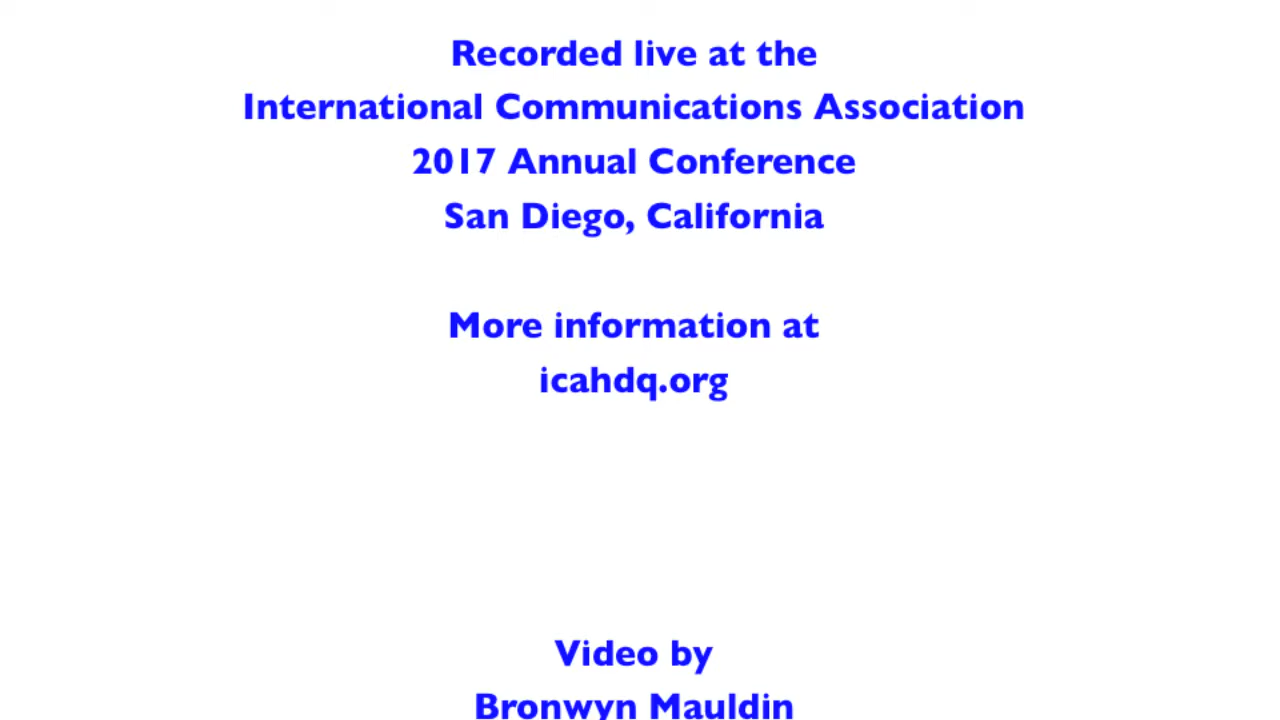 Recorded live at the
International Communications Association
2017 Annual Conference
San Diego, California
More information at
icahdq.org
Video by
Bronwyn Mauldin